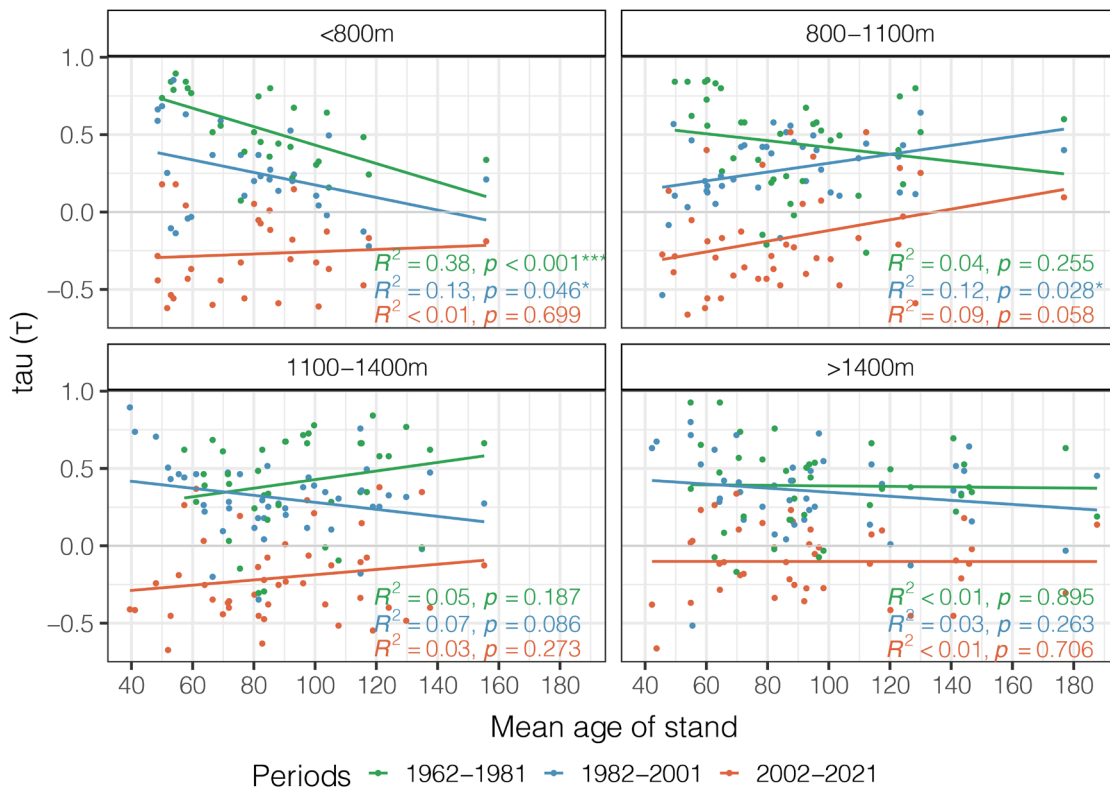 <800m
800–1100m
1.0
0.5
0.0
−0.5
R² = 0.38, p < 0.001***
R² = 0.13, p = 0.046*
R² < 0.01, p = 0.699
R² = 0.04, p = 0.255
R² = 0.12, p = 0.028*
R² = 0.09, p = 0.058
tau (τ)
1100–1400m
>1400m
1.0
0.5
0.0
−0.5
R² = 0.05, p = 0.187
R² = 0.07, p = 0.086
R² = 0.03, p = 0.273
R² < 0.01, p = 0.895
R² = 0.03, p = 0.263
R² < 0.01, p = 0.706
40 60 80 100 120 140 160 180 40 60 80 100 120 140 160 180
Mean age of stand
Periods 1962–1981 1982–2001 2002–2021